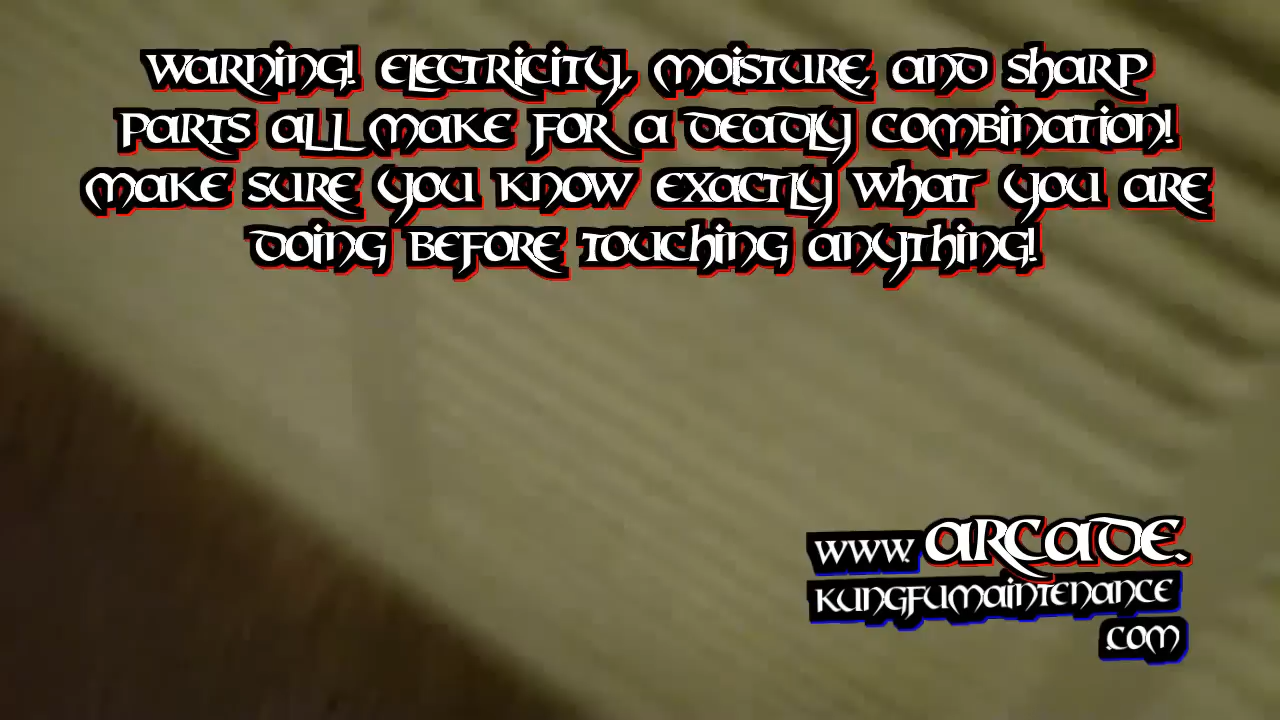 Warning! Electricity, moisture, and sharp
parts all make for a deadly combination!
Make sure you know exactly what you are
doing before touching anything!
www.arcade.
kungfumaintenance
.com